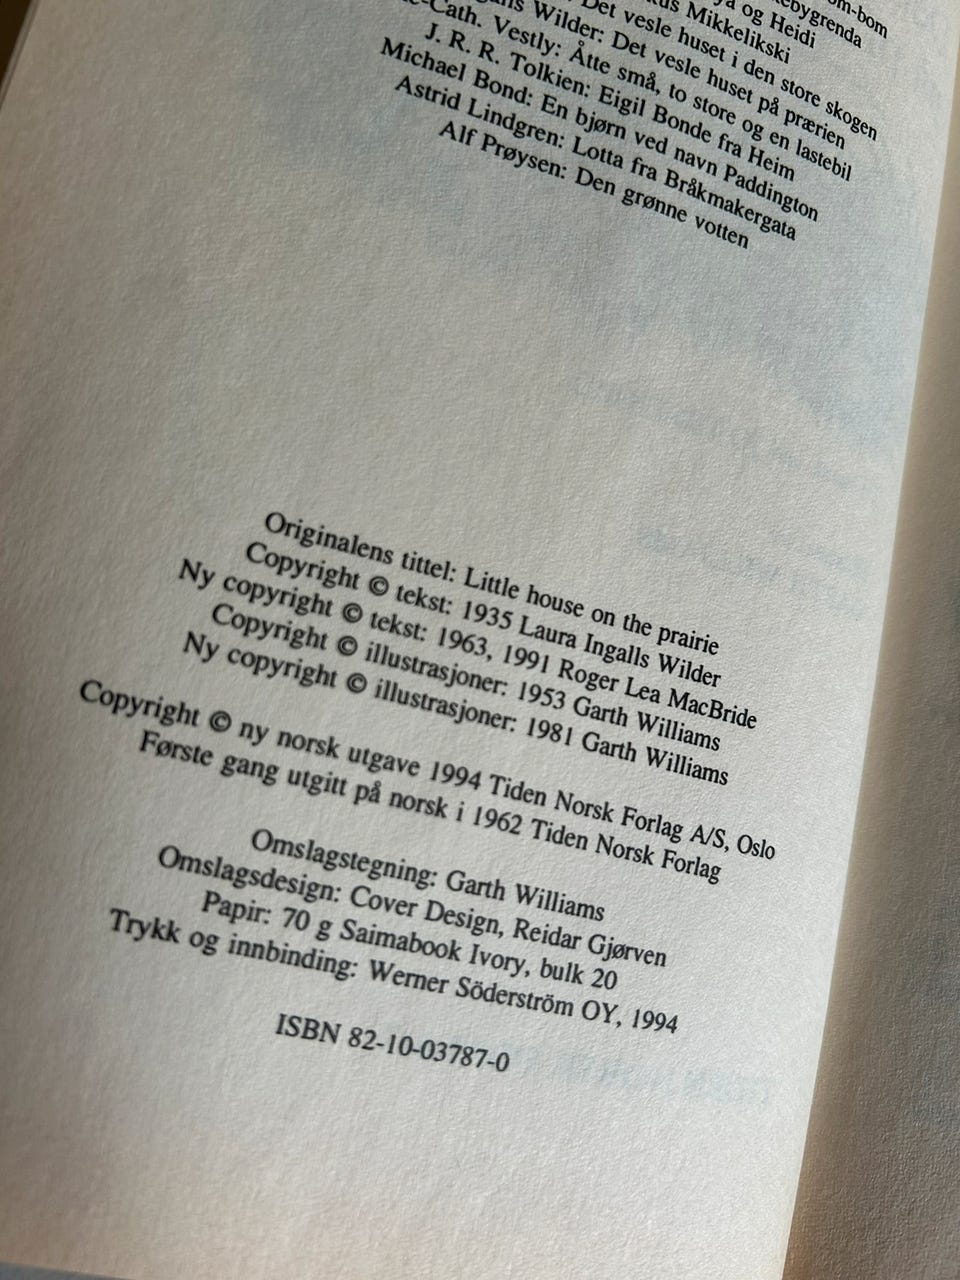 om-bom
ebygrenda
ya og Heidi
us Mikkelikski
Det vesle huset i den store skogen
Wilder: Det vesle huset på prærien
-Cath. Vestly: Åtte små, to store og en lastebil
J. R. R. Tolkien: Eigil Bonde fra Heim
Michael Bond: En bjørn ved navn Paddington
Astrid Lindgren: Lotta fra Bråkmakergata
Alf Prøysen: Den grønne votten
Originalens tittel: Little house on the prairie
Copyright © tekst: 1935 Laura Ingalls Wilder
Ny copyright © tekst: 1963, 1991 Roger Lea MacBride
Copyright © illustrasjoner: 1953 Garth Williams
Ny copyright © illustrasjoner: 1981 Garth Williams
Copyright © ny norsk utgave 1994 Tiden Norsk Forlag A/S, Oslo
Første gang utgitt på norsk i 1962 Tiden Norsk Forlag
Omslagstegning: Garth Williams
Omslagsdesign: Cover Design, Reidar Gjørven
Papir: 70 g Saimabook Ivory, bulk 20
Trykk og innbinding: Werner Söderström OY, 1994
ISBN 82-10-03787-0